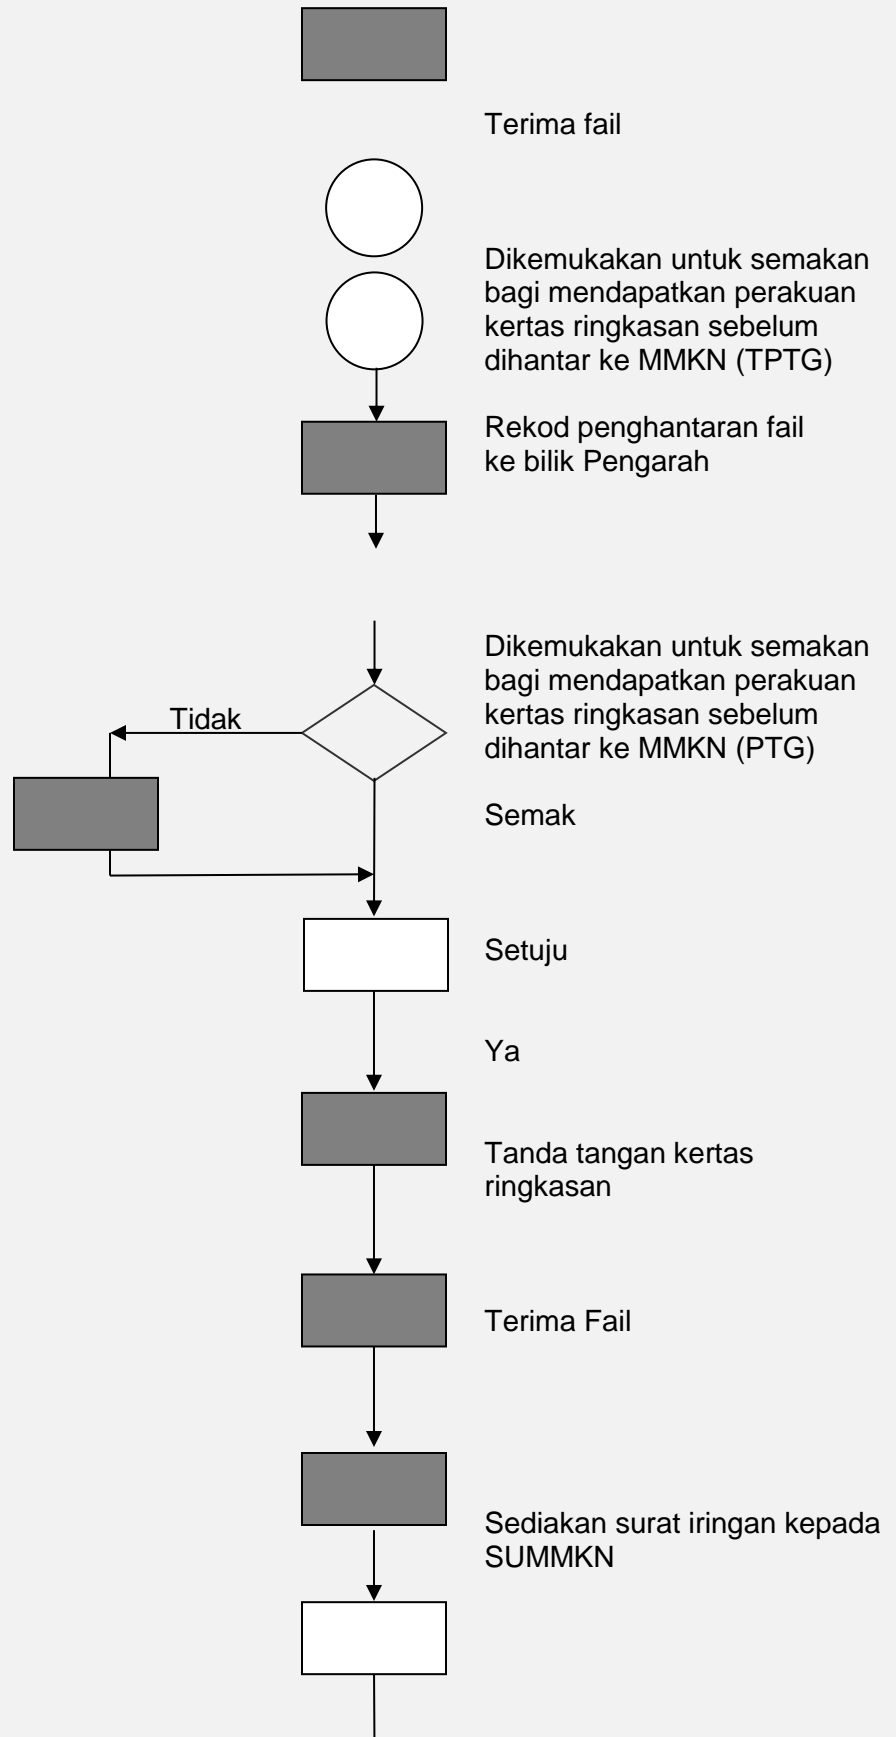 Terima fail
Dikemukakan untuk semakan
bagi mendapatkan perakuan
kertas ringkasan sebelum
dihantar ke MMKN (TPTG)
Rekod penghantaran fail
ke bilik Pengarah
Dikemukakan untuk semakan
bagi mendapatkan perakuan
kertas ringkasan sebelum
dihantar ke MMKN (PTG)
Tidak
Semak
Setuju
Ya
Tanda tangan kertas
ringkasan
Terima Fail
Sediakan surat iringan kepada
SUMMKN